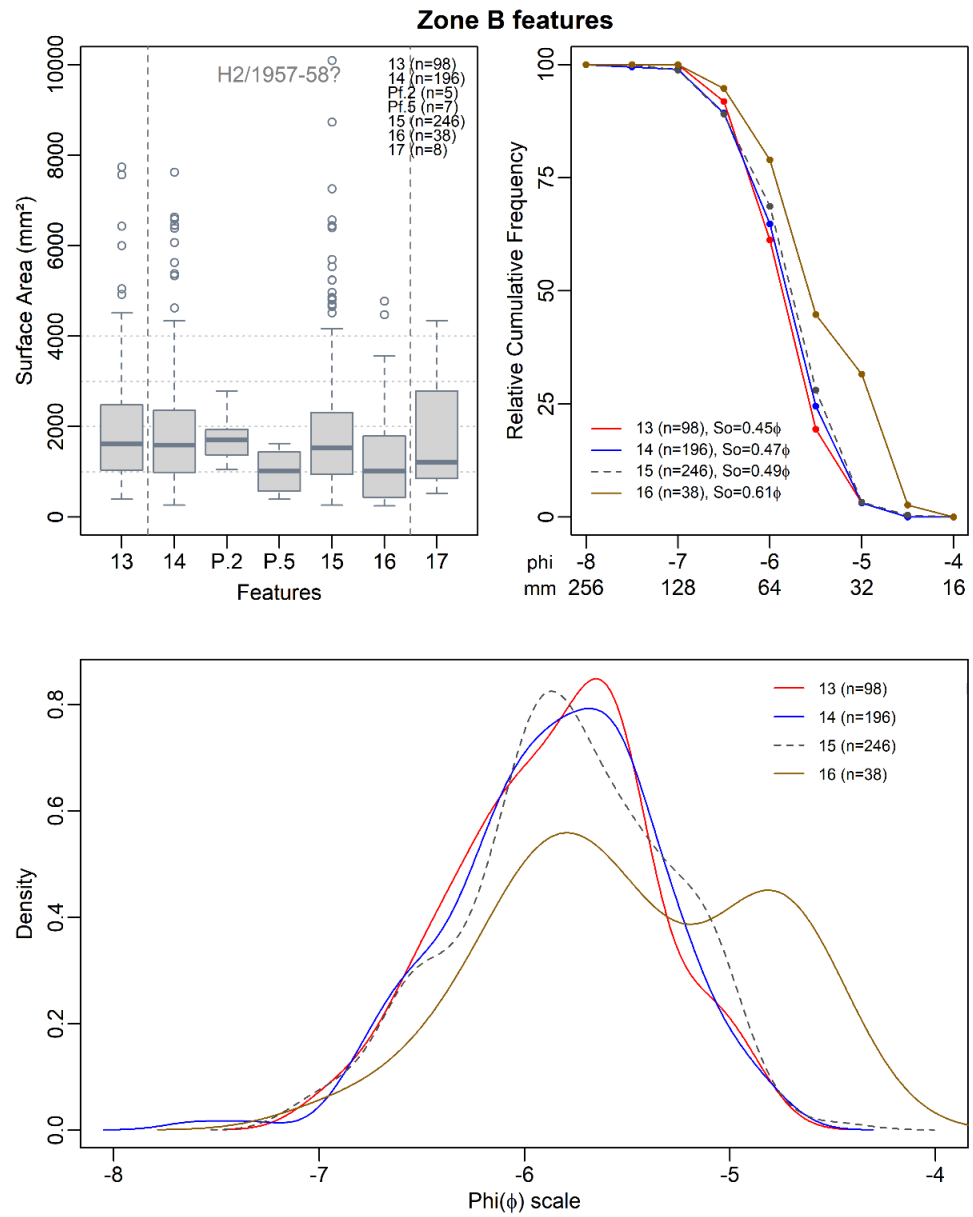 Zone B features
Surface Area (mm²)
10000
8000
6000
4000
2000
0
H2/1957-58?
13 (n=98)
14 (n=196)
Pf.2 (n=5)
Pf.5 (n=7)
15 (n=246)
16 (n=38)
17 (n=8)
13 14 P.2 P.5 15 16 17
Features
Relative Cumulative Frequency
100
75
50
25
0
13 (n=98), So=0.45ϕ
14 (n=196), So=0.47ϕ
15 (n=246), So=0.49ϕ
16 (n=38), So=0.61ϕ
phi -8 -7 -6 -5 -4
mm 256 128 64 32 16
Density
0.8
0.6
0.4
0.2
0.0
13 (n=98)
14 (n=196)
15 (n=246)
16 (n=38)
-8 -7 -6 -5 -4
Phi(ϕ) scale